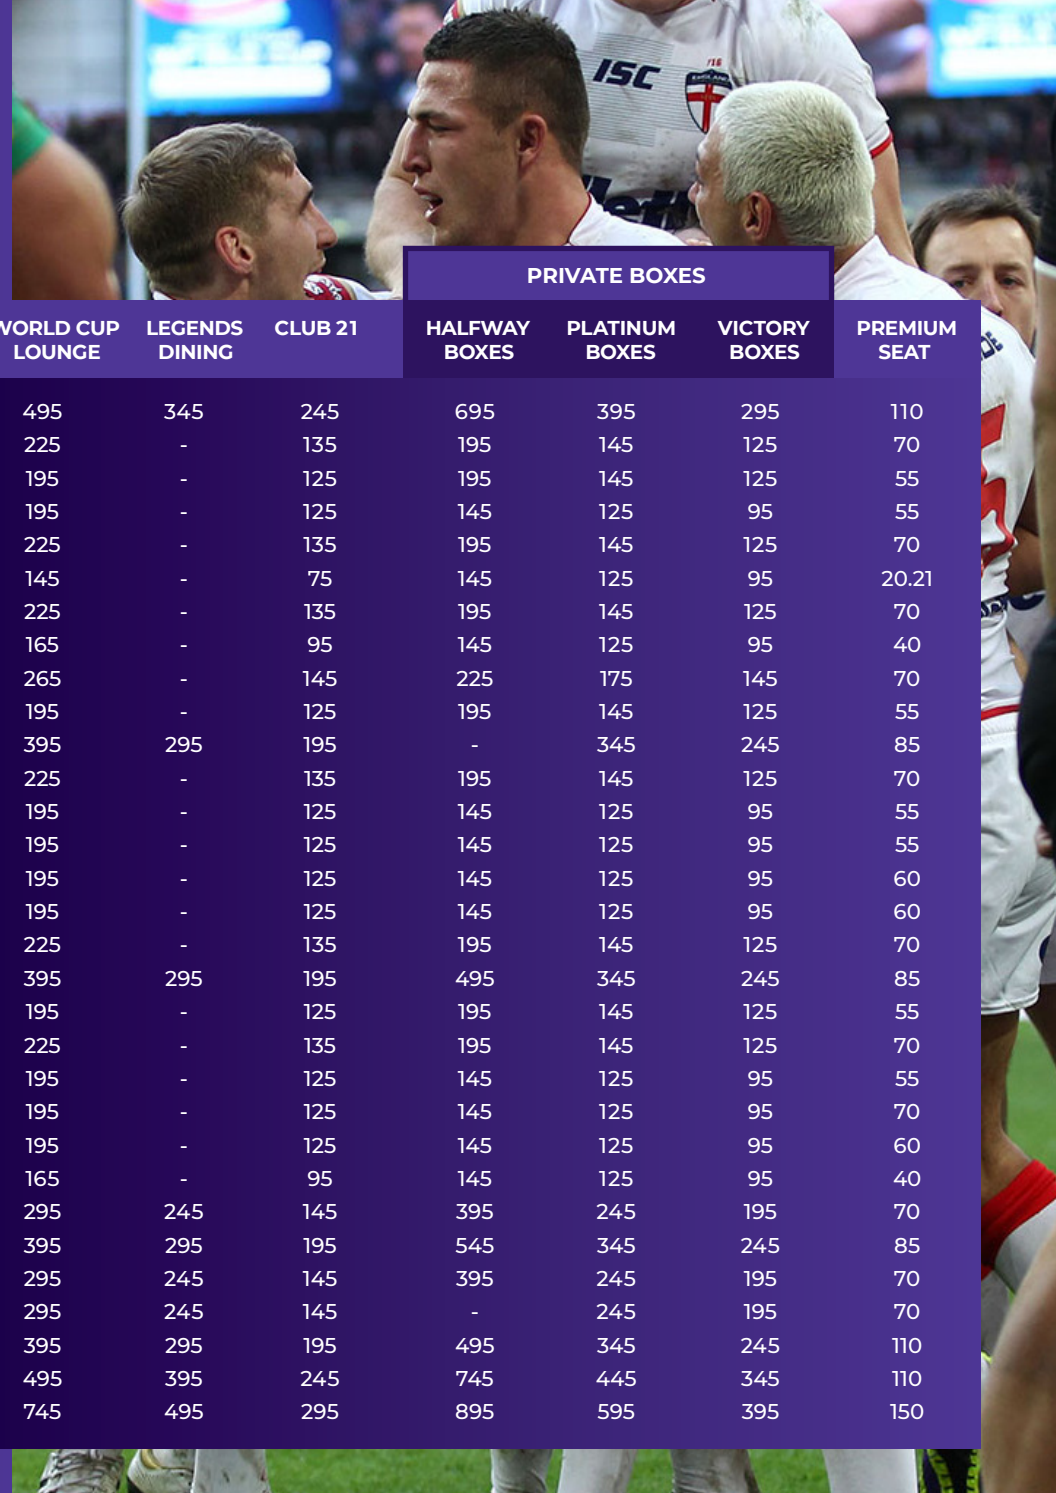 ISC
ENGLAND
PRIVATE BOXES
WORLD CUP LOUNGE LEGENDS DINING CLUB 21 HALFWAY BOXES PLATINUM BOXES VICTORY BOXES PREMIUM SEAT
495 345 245 695 395 295 110
225 - 135 195 145 125 70
195 - 125 195 145 125 55
195 - 125 145 125 95 55
225 - 135 195 145 125 70
145 - 75 145 125 95 20.21
225 - 135 195 145 125 70
165 - 95 145 125 95 40
265 - 145 225 175 145 70
195 - 125 195 145 125 55
395 295 195 - 345 245 85
225 - 135 195 145 125 70
195 - 125 145 125 95 55
195 - 125 145 125 95 55
195 - 125 145 125 95 60
195 - 125 145 125 95 60
225 - 135 195 145 125 70
395 295 195 495 345 245 85
195 - 125 195 145 125 55
225 - 135 195 145 125 70
195 - 125 145 125 95 55
195 - 125 145 125 95 70
195 - 125 145 125 95 60
165 - 95 145 125 95 40
295 245 145 395 245 195 70
395 295 195 545 345 245 85
295 245 145 395 245 195 70
295 245 145 - 245 195 70
395 295 195 495 345 245 110
495 395 245 745 445 345 110
745 495 295 895 595 395 150